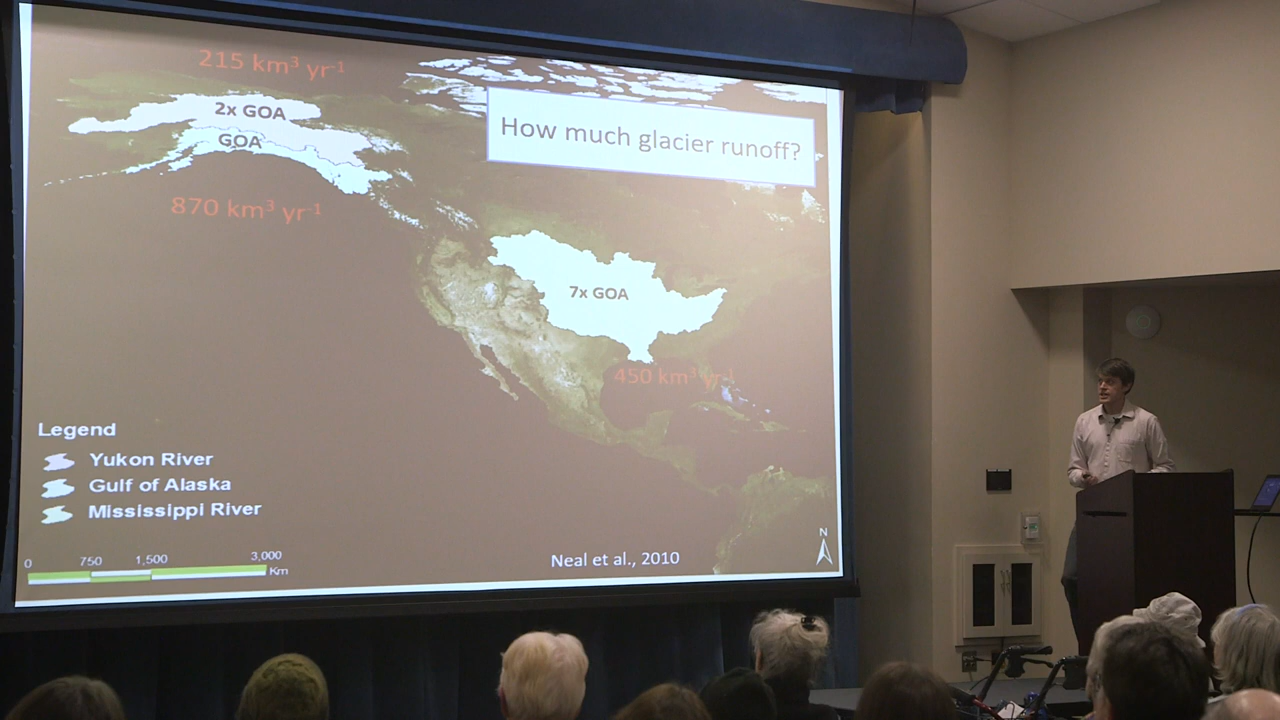 215 km³ yr⁻¹
2x GOA
GOA
How much glacier runoff?
870 km³ yr⁻¹
7x GOA
450 km³ yr⁻¹
Legend
Yukon River
Gulf of Alaska
Mississippi River
0 750 1,500 3,000
Km
Neal et al., 2010
N